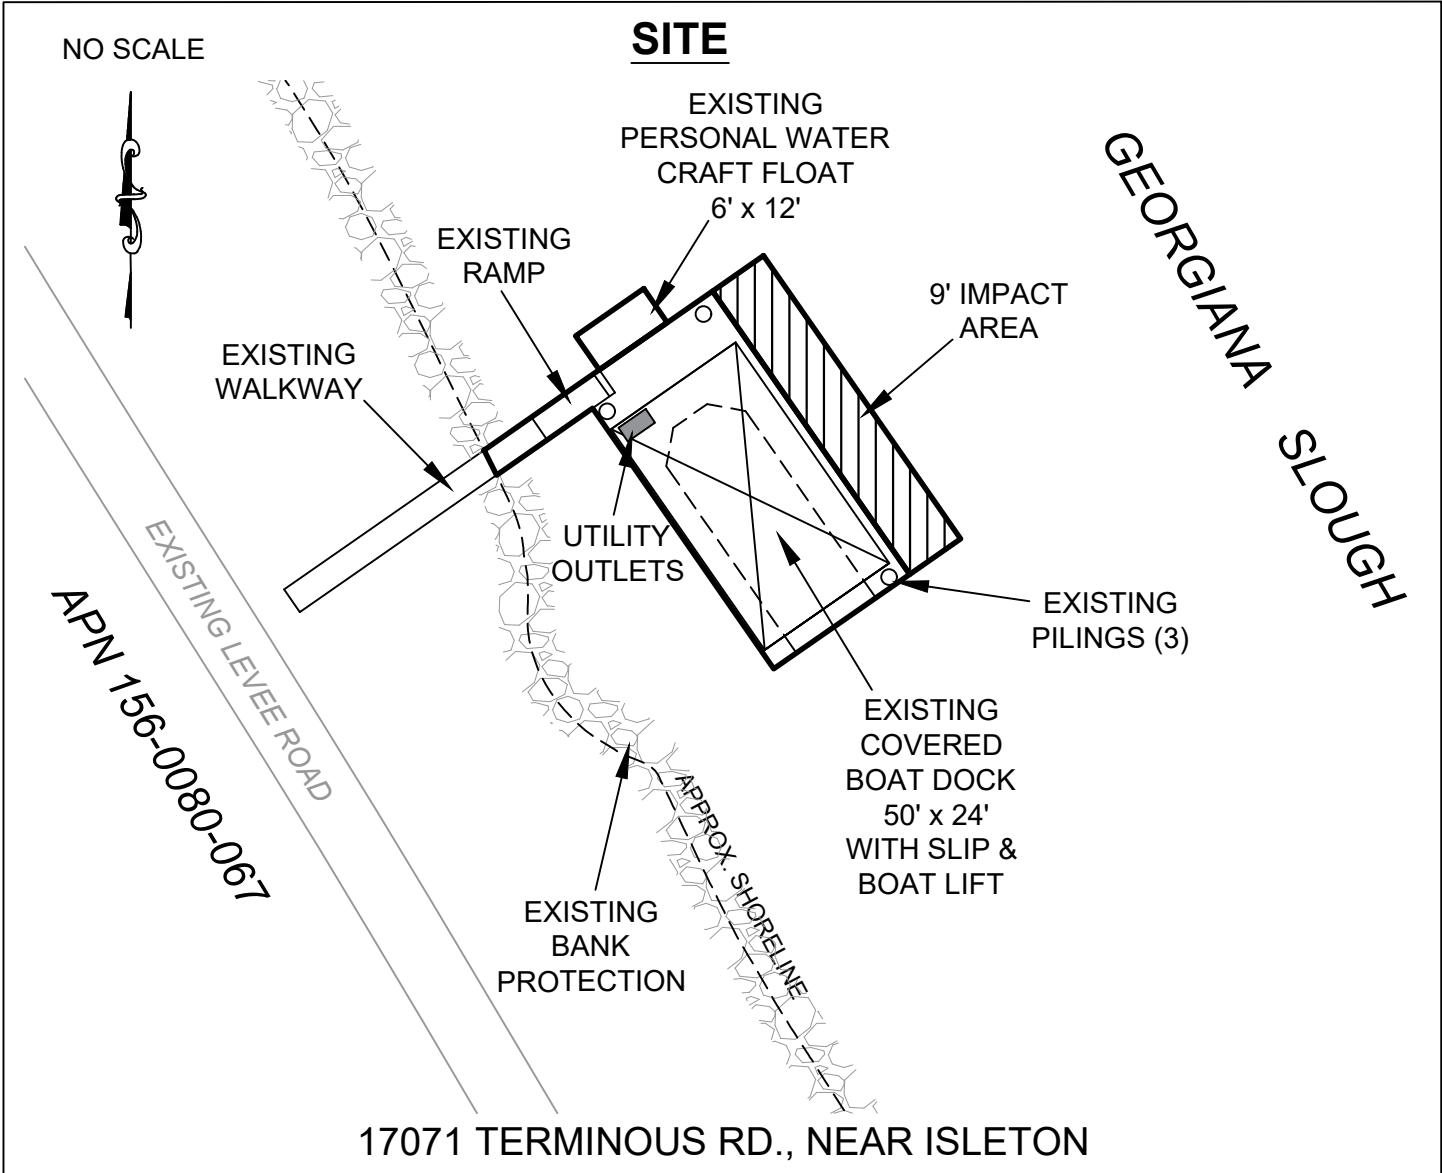 SITE
NO SCALE
EXISTING
PERSONAL WATER
CRAFT FLOAT
6' x 12'
EXISTING
RAMP
EXISTING
WALKWAY
9' IMPACT
AREA
GEORGIANA SLOUGH
UTILITY
OUTLETS
EXISTING
PILINGS (3)
EXISTING LEVEE ROAD
APN 156-0080-067
EXISTING
COVERED
BOAT DOCK
50' x 24'
WITH SLIP &
BOAT LIFT
APPROX. SHORELINE
EXISTING
BANK
PROTECTION
17071 TERMINOUS RD., NEAR ISLETON